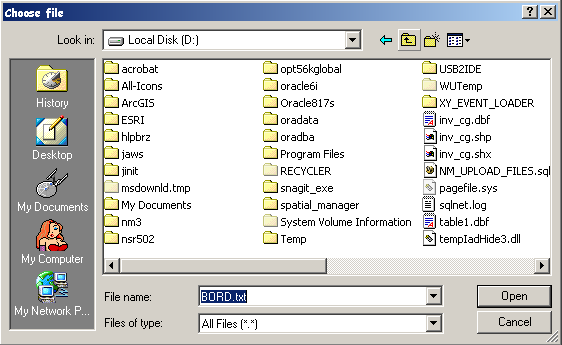 Choose file
Look in: Local Disk (D:)
History
Desktop
My Documents
My Computer
My Network P...
acrobat
All-Icons
ArcGIS
ESRI
hlpbrz
jaws
jinit
msdownld.tmp
My Documents
nm3
nsr502
opt56kglobal
oracle6i
Oracle817s
oradata
oradba
Program Files
RECYCLER
snagit_exe
spatial_manager
System Volume Information
Temp
USB2IDE
WUTemp
XY_EVENT_LOADER
inv_cg.dbf
inv_cg.shp
inv_cg.shx
NM_UPLOAD_FILES.sql
pagefile.sys
sqlnet.log
table1.dbf
tempIadHide3.dll
File name: BORD.txt Open
Files of type: All Files (*.*) Cancel